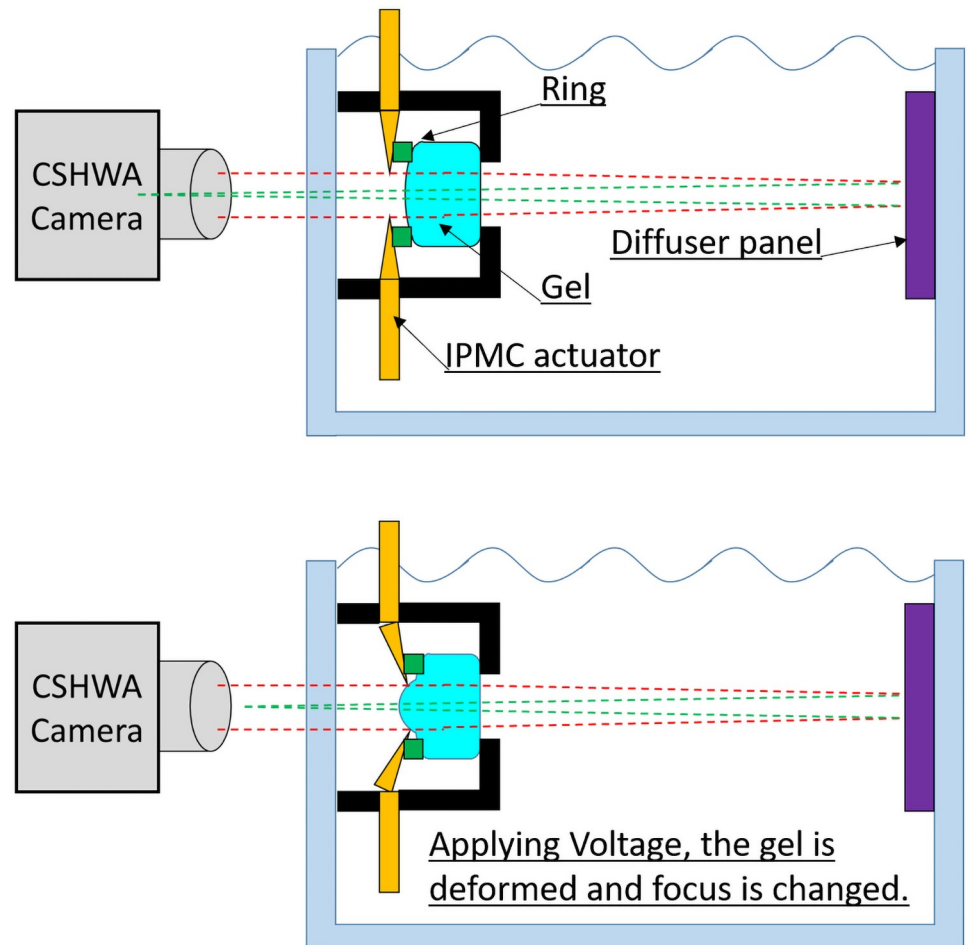 CSHWA
Camera
Ring
Diffuser panel
Gel
IPMC actuator
CSHWA
Camera
Applying Voltage, the gel is
deformed and focus is changed.